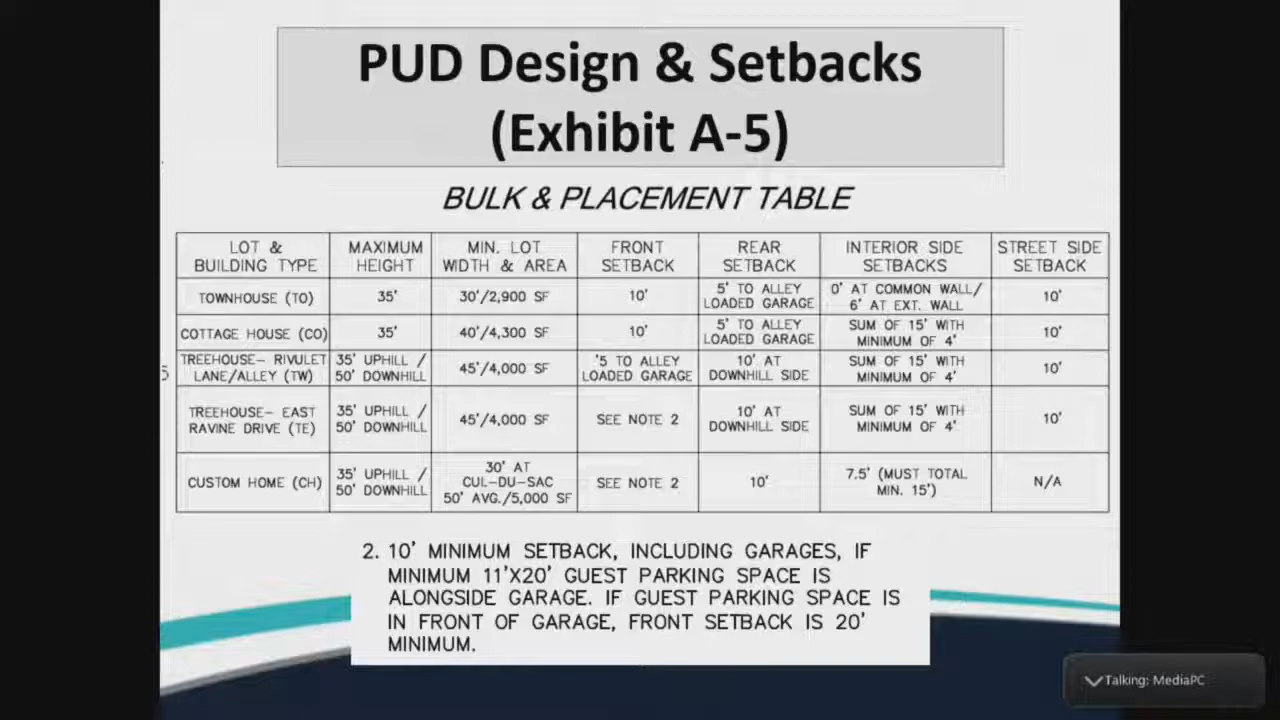 PUD Design & Setbacks
(Exhibit A-5)
BULK & PLACEMENT TABLE
LOT & BUILDING TYPE MAXIMUM HEIGHT MIN. LOT WIDTH & AREA FRONT SETBACK REAR SETBACK INTERIOR SIDE SETBACKS STREET SIDE SETBACK
TOWNHOUSE (TO) 35' 30'/2,900 SF 10' 5' TO ALLEY LOADED GARAGE 0' AT COMMON WALL/ 6' AT EXT. WALL 10'
COTTAGE HOUSE (CO) 35' 40'/4,300 SF 10' 5' TO ALLEY LOADED GARAGE SUM OF 15' WITH MINIMUM OF 4' 10'
TREEHOUSE- RIVULET LANE/ALLEY (TW) 35' UPHILL / 50' DOWNHILL 45'/4,000 SF '5 TO ALLEY LOADED GARAGE 10' AT DOWNHILL SIDE SUM OF 15' WITH MINIMUM OF 4' 10'
TREEHOUSE- EAST RAVINE DRIVE (TE) 35' UPHILL / 50' DOWNHILL 45'/4,000 SF SEE NOTE 2 10' AT DOWNHILL SIDE SUM OF 15' WITH MINIMUM OF 4' 10'
CUSTOM HOME (CH) 35' UPHILL / 50' DOWNHILL 30' AT CUL-DU-SAC 50' AVG./5,000 SF SEE NOTE 2 10' 7.5' (MUST TOTAL MIN. 15') N/A
2. 10' MINIMUM SETBACK, INCLUDING GARAGES, IF
MINIMUM 11'X20' GUEST PARKING SPACE IS
ALONGSIDE GARAGE. IF GUEST PARKING SPACE IS
IN FRONT OF GARAGE, FRONT SETBACK IS 20'
MINIMUM.
Talking: MediaPC